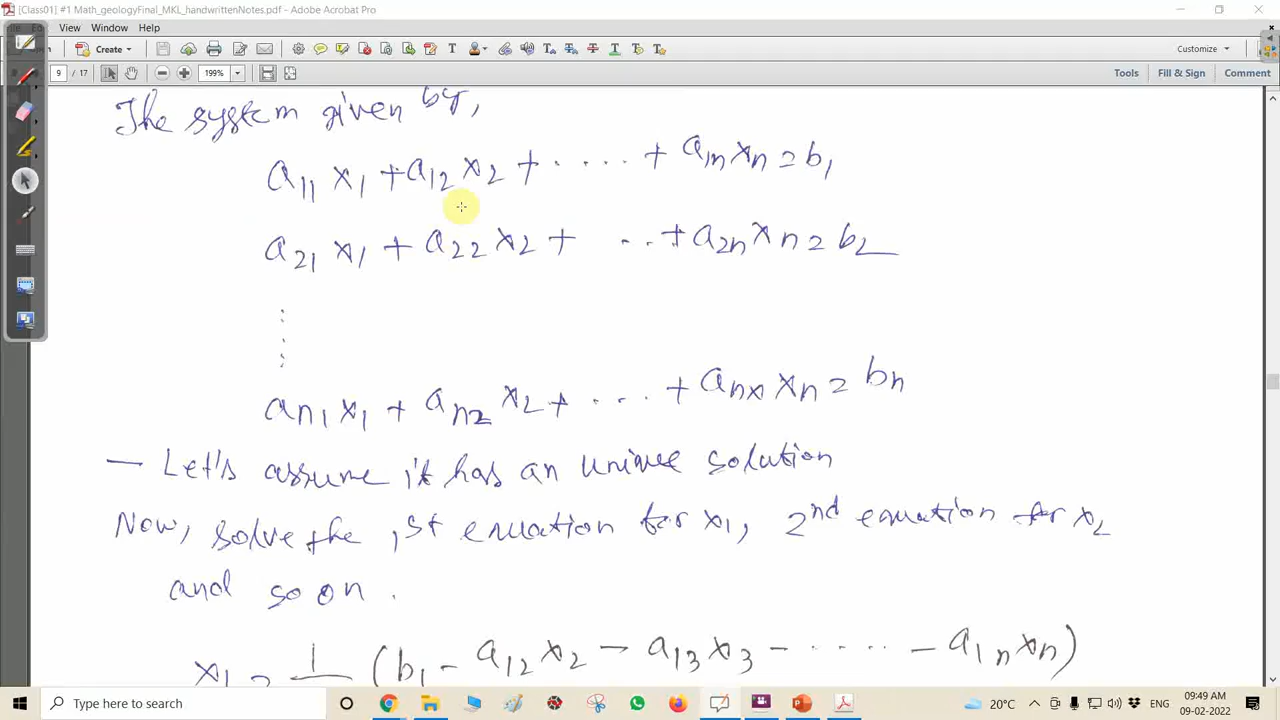 [Class01] #1 Math_geologyFinal_MKL_handwrittenNotes.pdf - Adobe Acrobat Pro
View Window Help
Create Customize
9 / 17 199% Tools Fill & Sign Comment
The system given by,
a11 x1 + a12 x2 + ..... + a1n xn = b1
a21 x1 + a22 x2 + ... + a2n xn = b2
an1 x1 + an2 x2 + .... + ann xn = bn
— Let's assume it has an unique solution
Now, solve the 1st equation for x1, 2nd equation for x2
and so on.
x1 = 1 (b1 - a12 x2 - a13 x3 - ...... - a1n xn)
Type here to search 20°C ENG 09:49 AM
09-02-2022